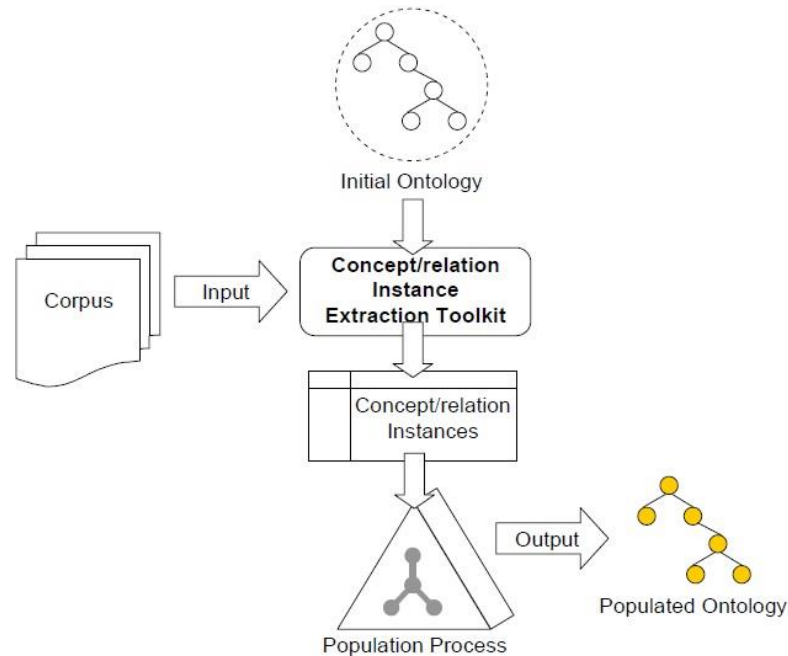 Initial Ontology
Corpus
Input
Concept/relation
Instance
Extraction Toolkit
Concept/relation
Instances
Output
Populated Ontology
Population Process